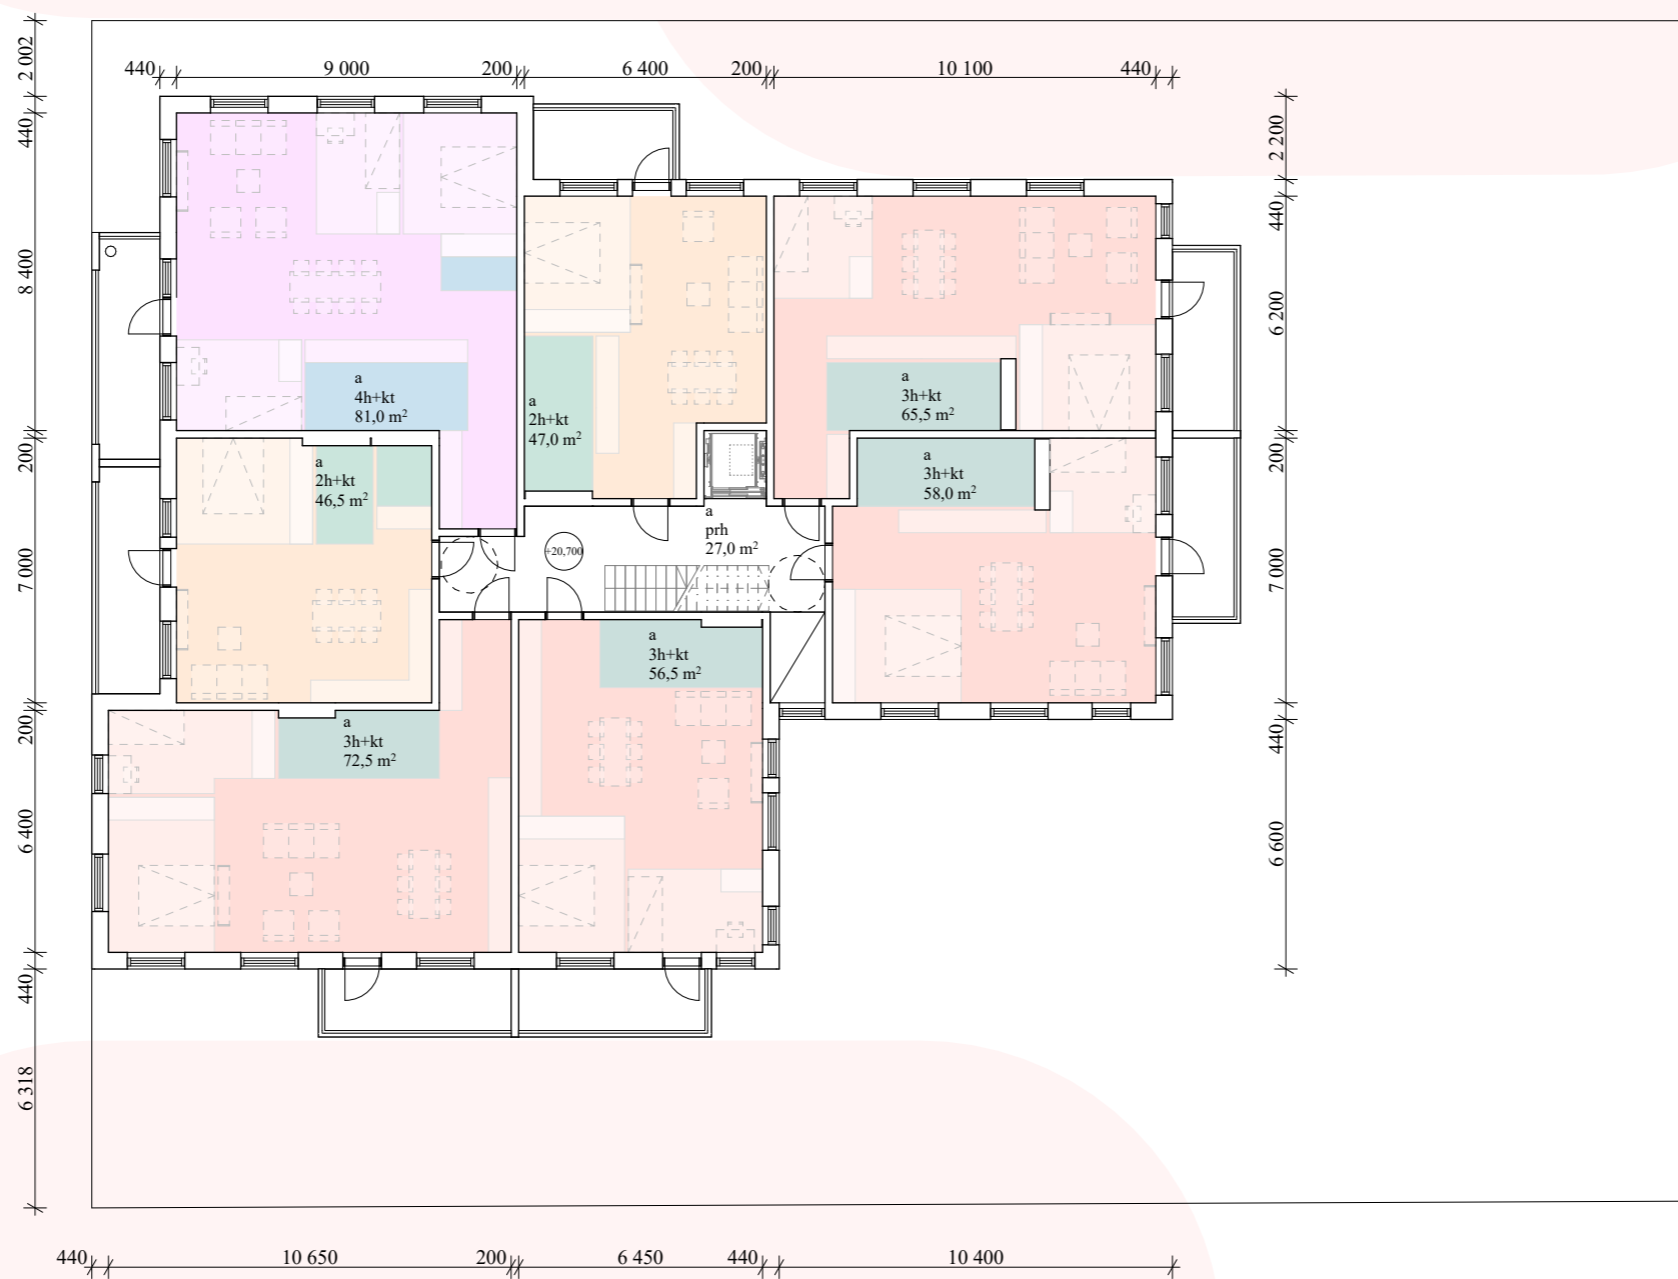 440 9 000 200 6 400 200 10 100 440
2 002
440
8 400
200
7 000
200
6 400
440
6 318
2 200
440
6 200
200
7 000
440
6 600
a
4h+kt
81,0 m²
a
2h+kt
47,0 m²
a
3h+kt
65,5 m²
a
2h+kt
46,5 m²
a
3h+kt
58,0 m²
a
prh
27,0 m²
+20,700
a
3h+kt
56,5 m²
a
3h+kt
72,5 m²
440 10 650 200 6 450 440 10 400